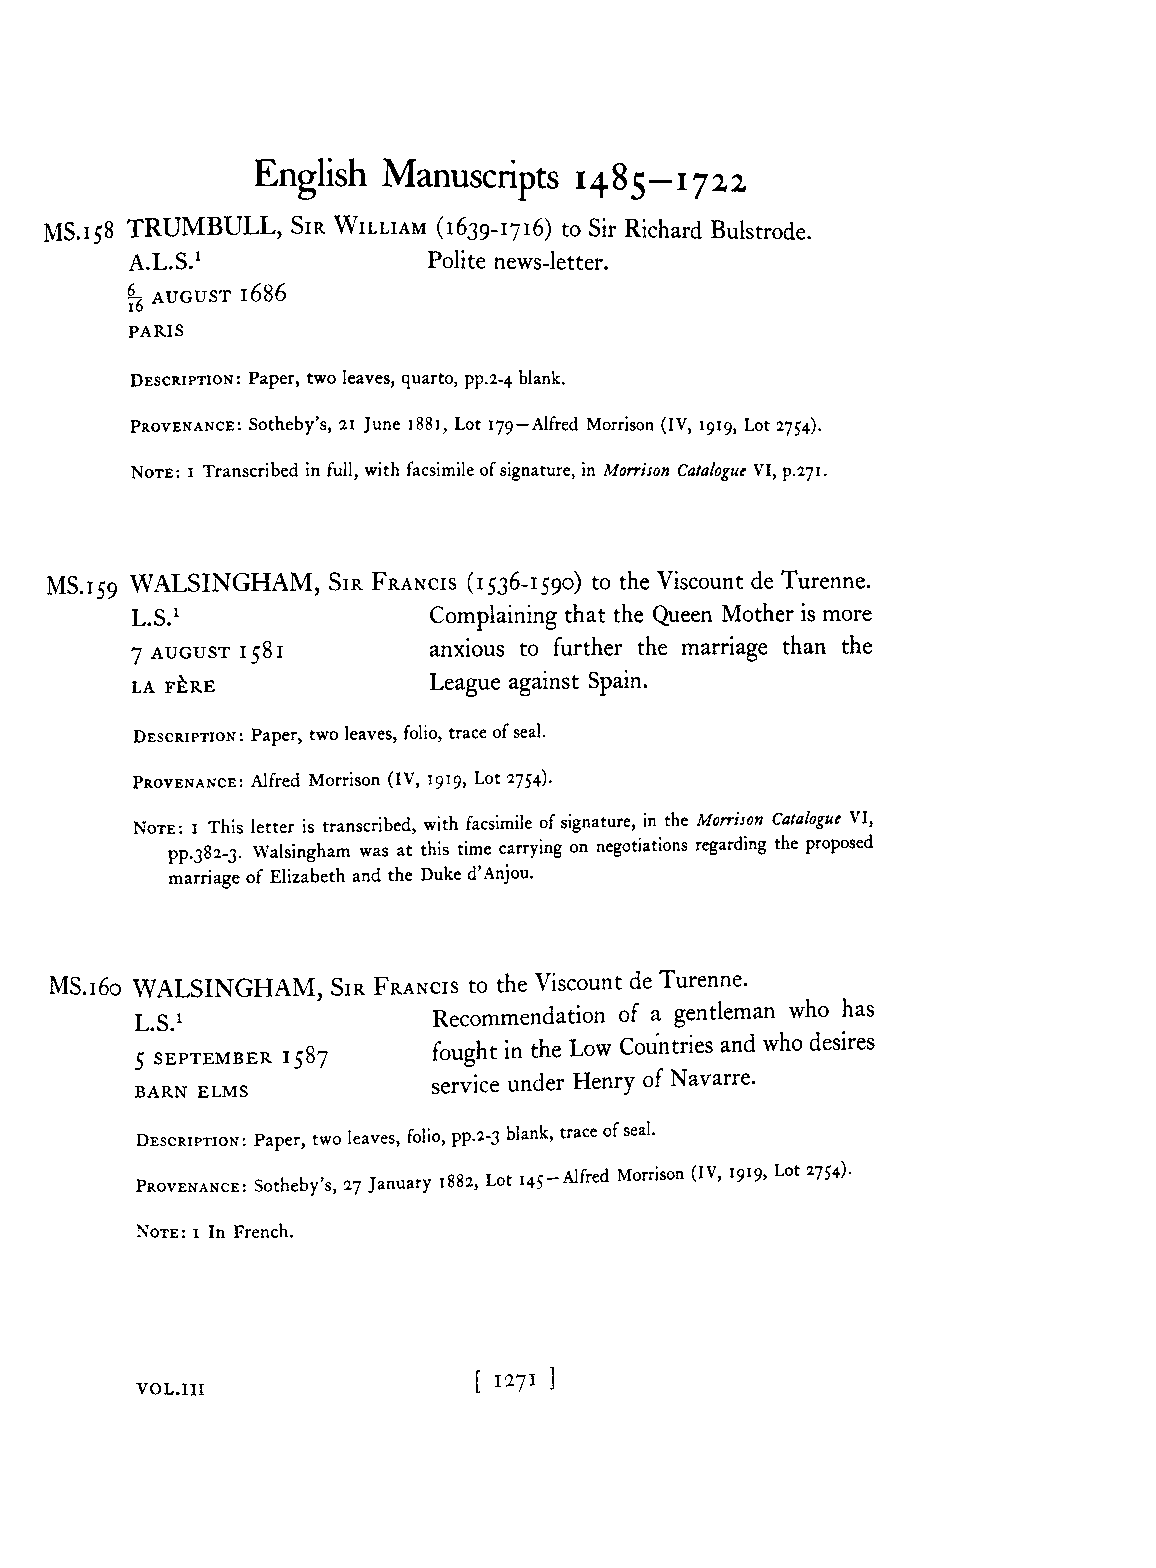 English Manuscripts 1485—1722
MS.158 TRUMBULL, SIR WILLIAM (1639-1716) to Sir Richard Bulstrode.
A.L.S.¹ Polite news-letter.
6/16 AUGUST 1686
PARIS
DESCRIPTION: Paper, two leaves, quarto, pp.2-4 blank.
PROVENANCE: Sotheby's, 21 June 1881, Lot 179—Alfred Morrison (IV, 1919, Lot 2754).
NOTE: 1 Transcribed in full, with facsimile of signature, in Morrison Catalogue VI, p.271.
MS.159 WALSINGHAM, SIR FRANCIS (1536-1590) to the Viscount de Turenne.
L.S.¹ Complaining that the Queen Mother is more
7 AUGUST 1581 anxious to further the marriage than the
LA FÈRE League against Spain.
DESCRIPTION: Paper, two leaves, folio, trace of seal.
PROVENANCE: Alfred Morrison (IV, 1919, Lot 2754).
NOTE: 1 This letter is transcribed, with facsimile of signature, in the Morrison Catalogue VI,
pp.382-3. Walsingham was at this time carrying on negotiations regarding the proposed
marriage of Elizabeth and the Duke d'Anjou.
MS.160 WALSINGHAM, SIR FRANCIS to the Viscount de Turenne.
L.S.¹ Recommendation of a gentleman who has
5 SEPTEMBER 1587 fought in the Low Countries and who desires
BARN ELMS service under Henry of Navarre.
DESCRIPTION: Paper, two leaves, folio, pp.2-3 blank, trace of seal.
PROVENANCE: Sotheby's, 27 January 1882, Lot 145—Alfred Morrison (IV, 1919, Lot 2754).
NOTE: 1 In French.
VOL.III [ 1271 ]